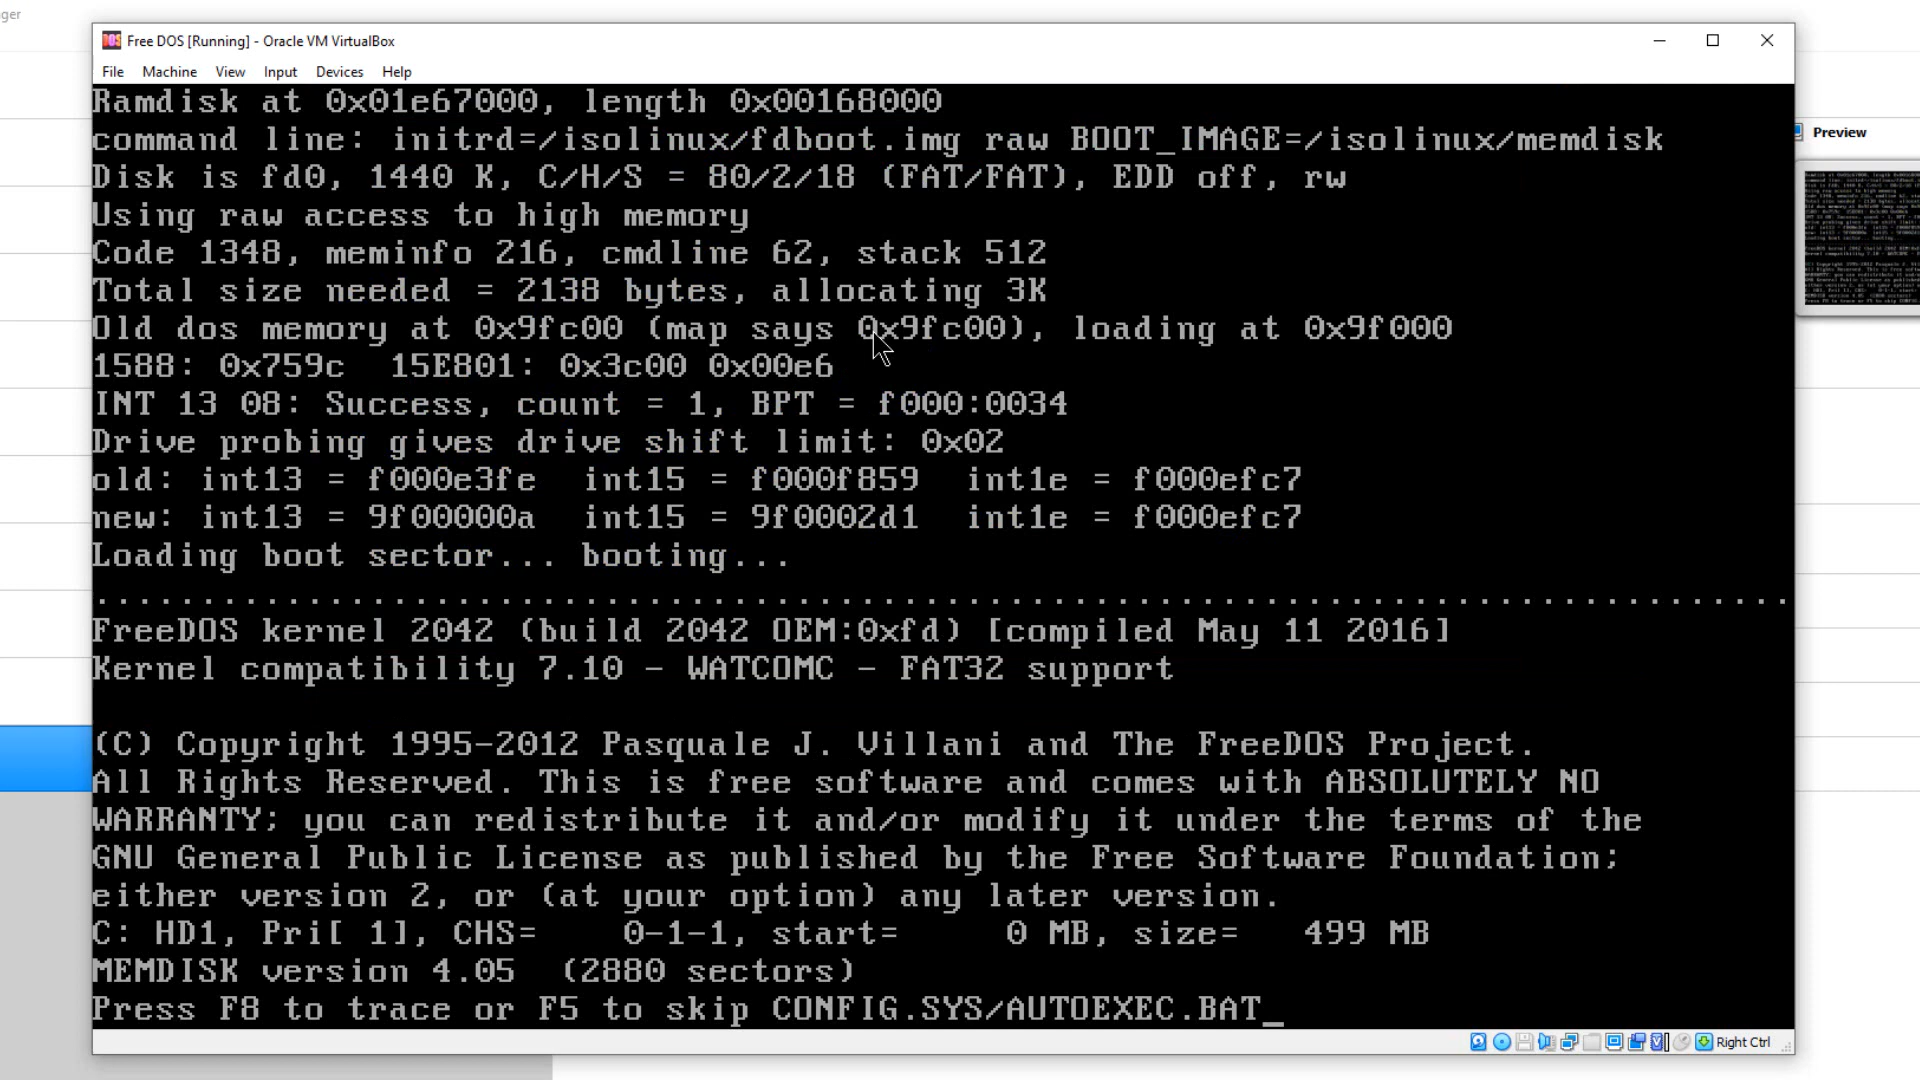 ger
Free DOS [Running] - Oracle VM VirtualBox
File Machine View Input Devices Help
Ramdisk at 0x01e67000, length 0x00168000
command line: initrd=/isolinux/fdboot.img raw BOOT_IMAGE=/isolinux/memdisk
Disk is fd0, 1440 K, C/H/S = 80/2/18 (FAT/FAT), EDD off, rw
Using raw access to high memory
Code 1348, meminfo 216, cmdline 62, stack 512
Total size needed = 2138 bytes, allocating 3K
Old dos memory at 0x9fc00 (map says 0x9fc00), loading at 0x9f000
1588: 0x759c  15E801: 0x3c00 0x00e6
INT 13 08: Success, count = 1, BPT = f000:0034
Drive probing gives drive shift limit: 0x02
old: int13 = f000e3fe  int15 = f000f859  int1e = f000efc7
new: int13 = 9f00000a  int15 = 9f0002d1  int1e = f000efc7
Loading boot sector... booting...
................................................................................
FreeDOS kernel 2042 (build 2042 OEM:0xfd) [compiled May 11 2016]
Kernel compatibility 7.10 - WATCOMC - FAT32 support
(C) Copyright 1995-2012 Pasquale J. Villani and The FreeDOS Project.
All Rights Reserved. This is free software and comes with ABSOLUTELY NO
WARRANTY; you can redistribute it and/or modify it under the terms of the
GNU General Public License as published by the Free Software Foundation;
either version 2, or (at your option) any later version.
C: HD1, Pri[ 1], CHS=    0-1-1, start=     0 MB, size=   499 MB
MEMDISK version 4.05  (2880 sectors)
Press F8 to trace or F5 to skip CONFIG.SYS/AUTOEXEC.BAT_
Right Ctrl
Preview